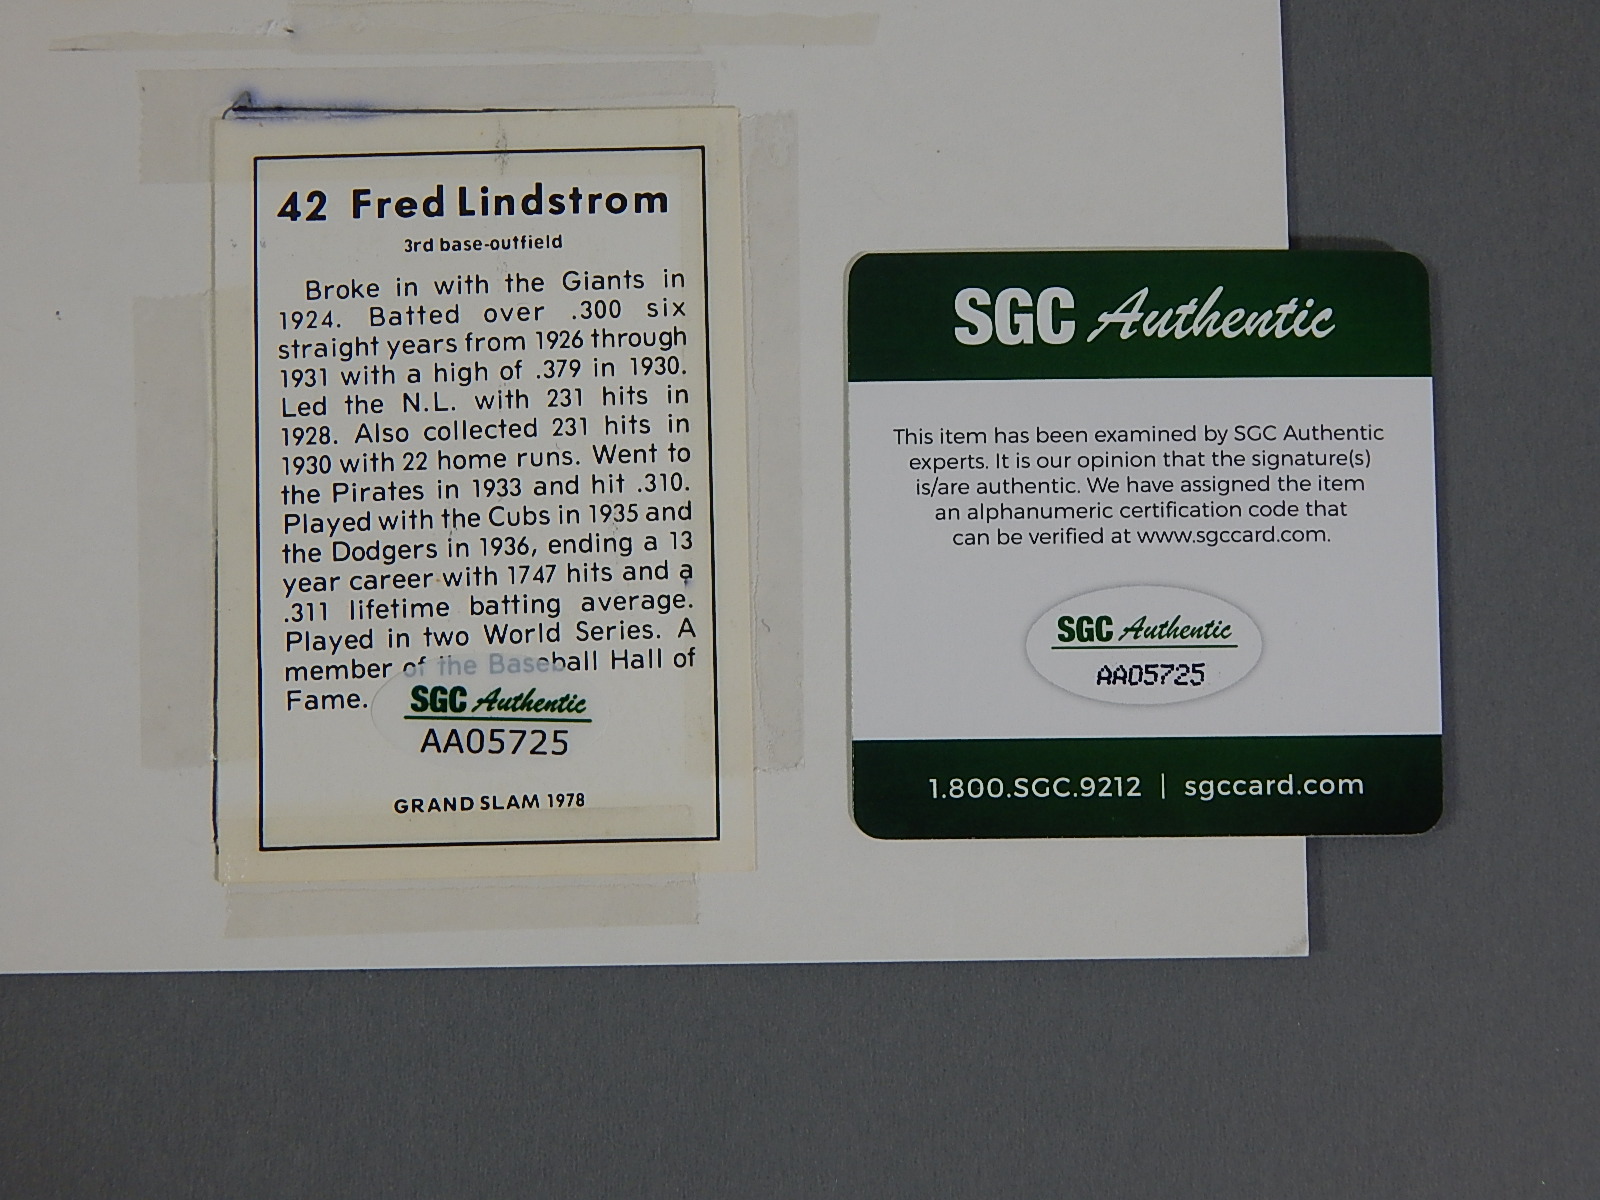 42 Fred Lindstrom
3rd base-outfield
Broke in with the Giants in
1924. Batted over .300 six
straight years from 1926 through
1931 with a high of .379 in 1930.
Led the N.L. with 231 hits in
1928. Also collected 231 hits in
1930 with 22 home runs. Went to
the Pirates in 1933 and hit .310.
Played with the Cubs in 1935 and
the Dodgers in 1936, ending a 13
year career with 1747 hits and a
.311 lifetime batting average.
Played in two World Series. A
member of the Baseball Hall of
Fame.
SGC Authentic
AA05725
GRAND SLAM 1978
SGC Authentic
This item has been examined by SGC Authentic
experts. It is our opinion that the signature(s)
is/are authentic. We have assigned the item
an alphanumeric certification code that
can be verified at www.sgccard.com.
SGC Authentic
AA05725
1.800.SGC.9212 | sgccard.com